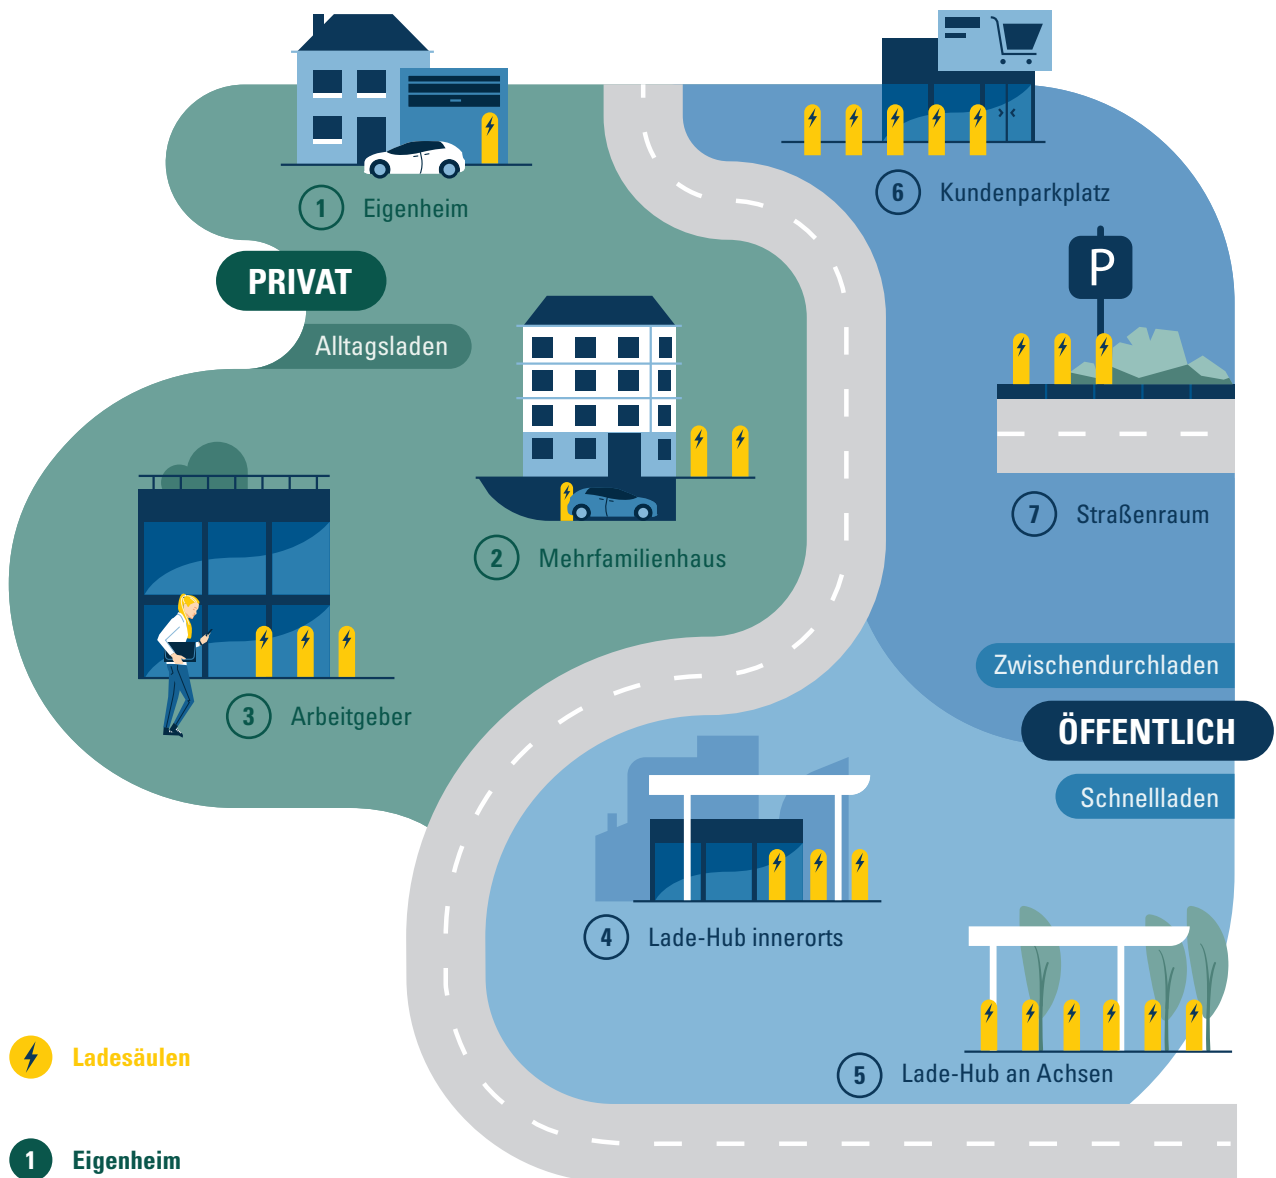 1 Eigenheim
PRIVAT
Alltagsladen
2 Mehrfamilienhaus
3 Arbeitgeber
6 Kundenparkplatz
P
7 Straßenraum
Zwischendurchladen
ÖFFENTLICH
Schnellladen
4 Lade-Hub innerorts
5 Lade-Hub an Achsen
Ladesäulen
1 Eigenheim